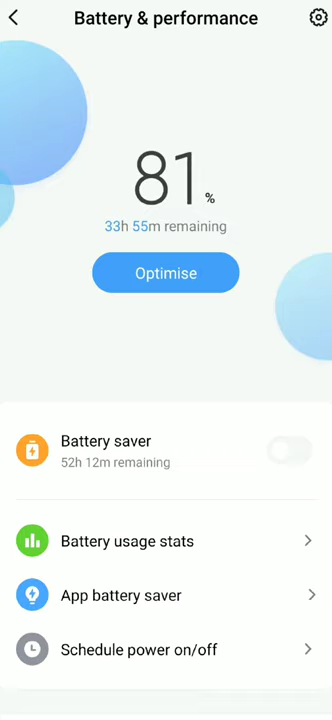 Battery & performance
81%
33h 55m remaining
Optimise
Battery saver
52h 12m remaining
Battery usage stats
App battery saver
Schedule power on/off